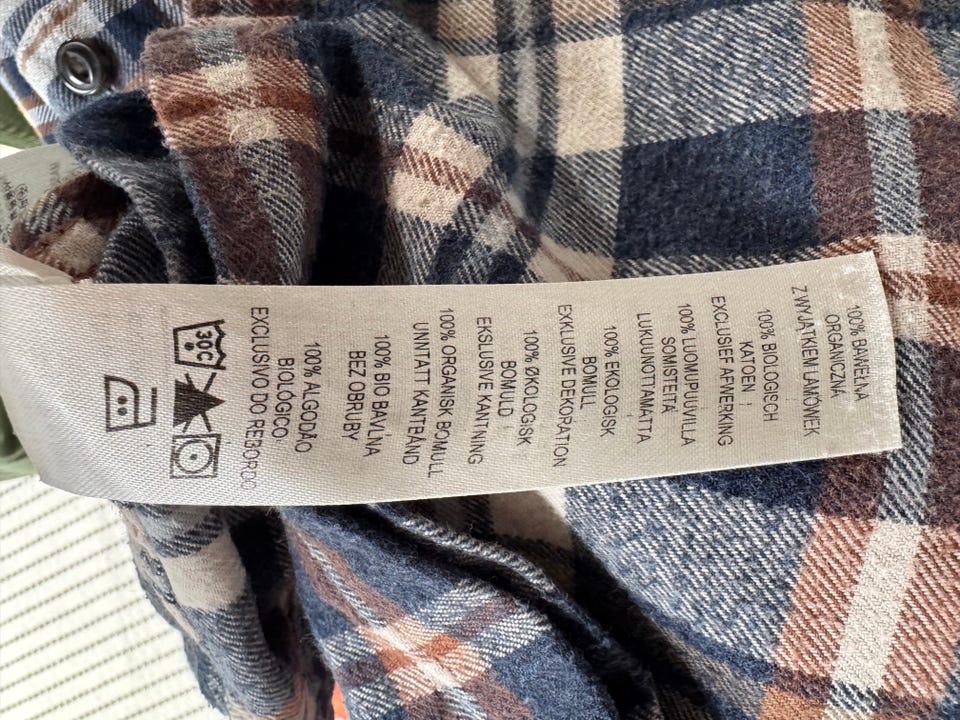 100% BAWEŁNA
ORGANICZNA
Z WYJĄTKIEM LAMÓWEK
100% BIOLOGISCH
KATOEN
EXCLUSIEF AFWERKING
100% LUOMUPUUVILLA
SOMISTEITA
LUKUUNOTTAMATTA
100% EKOLOGISK
BOMULL
EXKLUSIVE DEKORATION
100% ØKOLOGISK
BOMULD
EKSLUSIVE KANTNING
100% ORGANISK BOMULL
UNNTATT KANTBÅND
100% BIO BAVLNA
BEZ OBRUBY
100% ALGODÃO
BIOLÓGICO
EXCLUSIVO DO REBORDO
30C